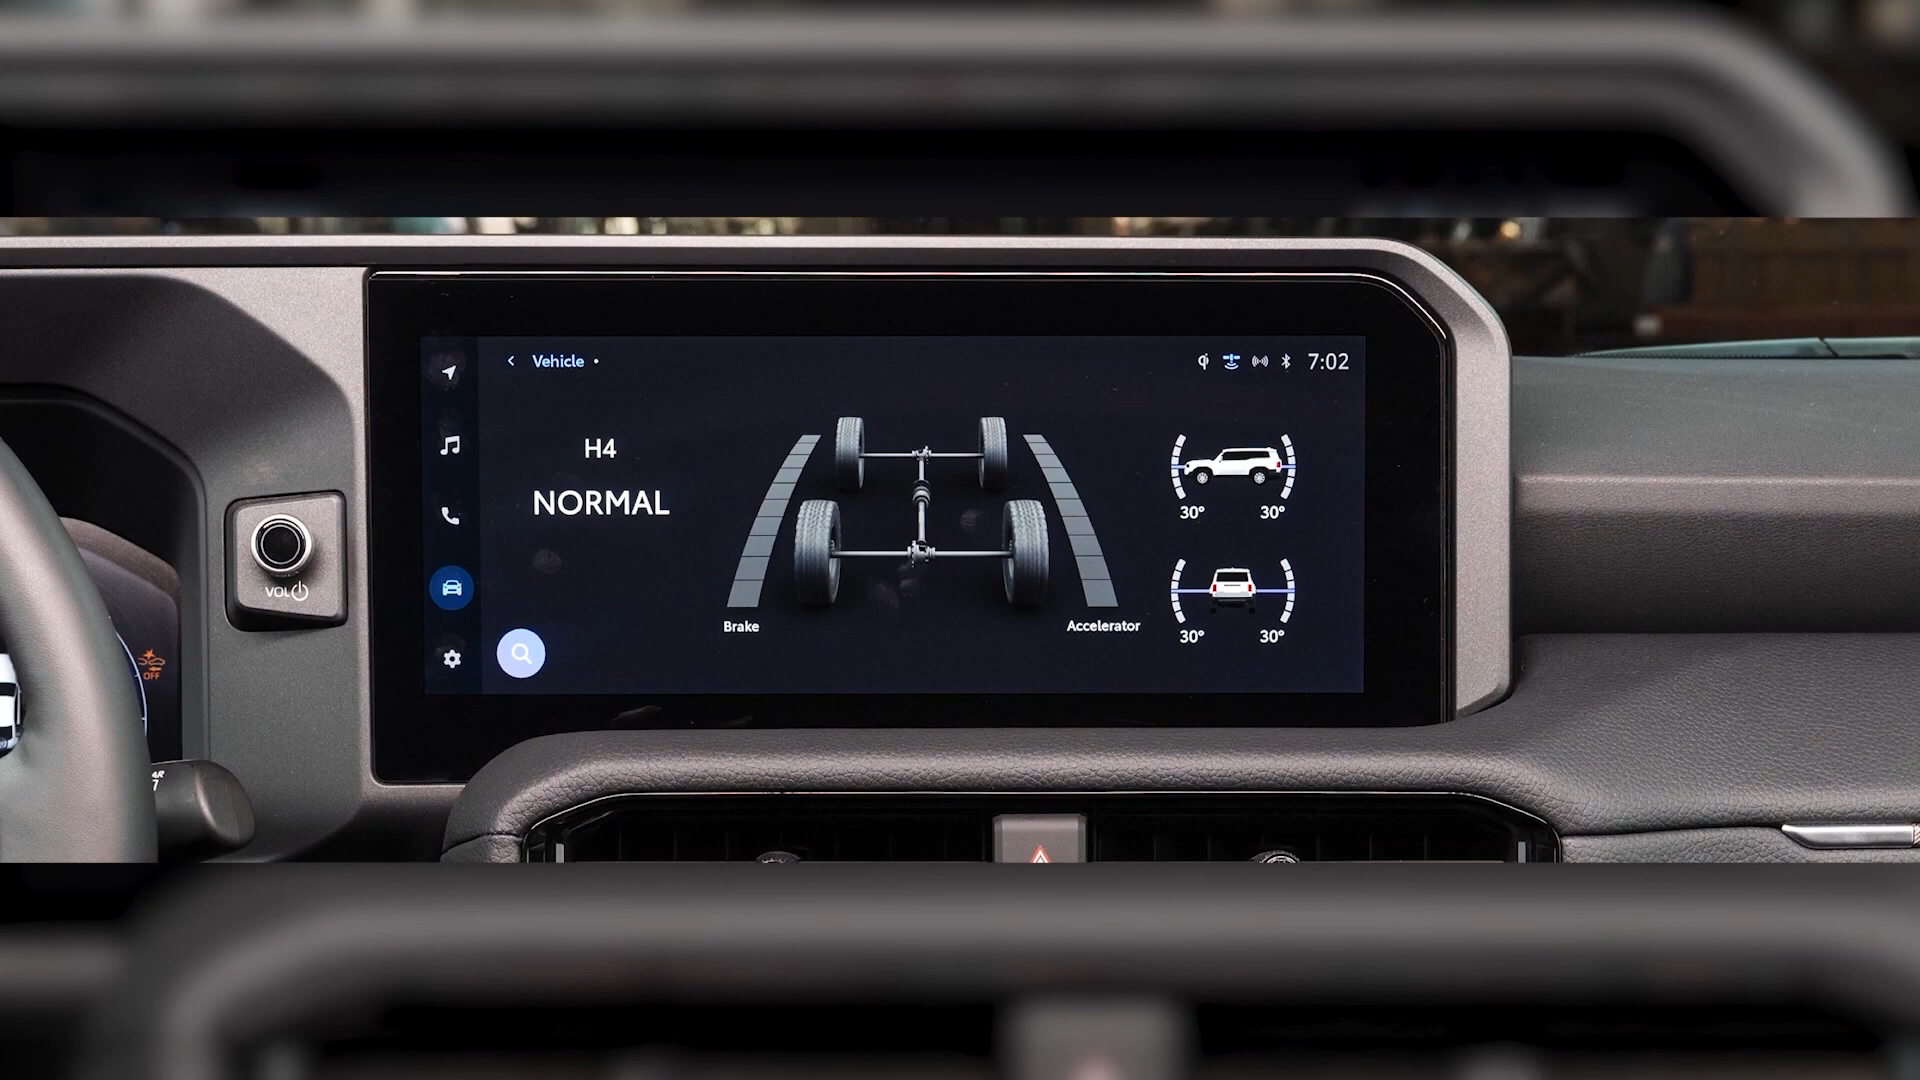 Vehicle •
7:02
H4
NORMAL
Brake
Accelerator
30° 30°
30° 30°
VOL
OFF